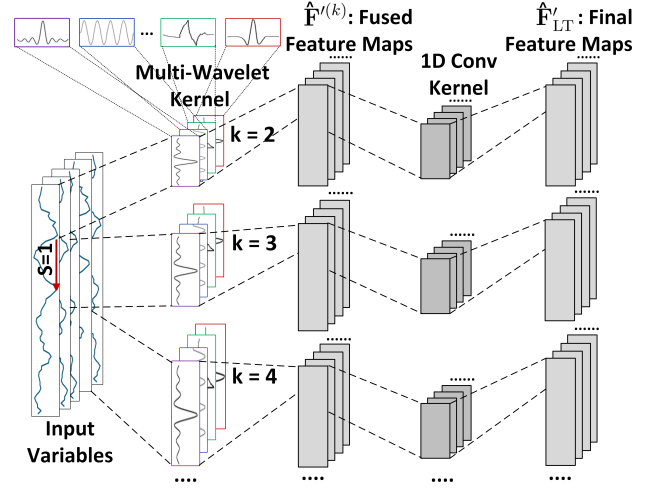 ...
F̂′⁽ᵏ⁾: Fused
Feature Maps
F̂′LT: Final
Feature Maps
Multi-Wavelet
Kernel
1D Conv
Kernel
......
......
......
k = 2
S=1
......
......
......
k = 3
......
......
......
k = 4
Input
Variables
....
....
....
....